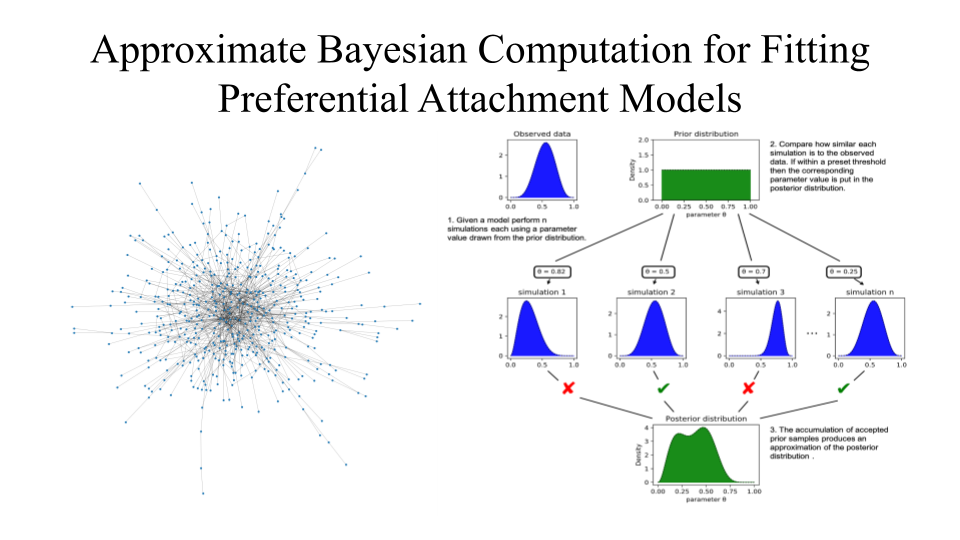 Approximate Bayesian Computation for Fitting
Preferential Attachment Models
Observed data
2
1
0
0.0 0.5 1.0
Prior distribution
2.0
1.5
1.0
0.5
0.0
Density
0.00 0.25 0.50 0.75 1.00
parameter θ
2. Compare how similar each
simulation is to the observed
data. If within a preset threshold
then the corresponding
parameter value is put in the
posterior distribution.
1. Given a model perform n
simulations each using a parameter
value drawn from the prior distribution.
θ = 0.82
θ = 0.5
θ = 0.7
θ = 0.25
simulation 1
2
1
0
0.0 0.5 1.0
simulation 2
2
1
0
0.0 0.5 1.0
simulation 3
4
2
0
0.0 0.5 1.0
...
simulation n
2
1
0
0.0 0.5 1.0
Posterior distribution
4
3
2
1
0
Density
0.00 0.25 0.50 0.75 1.00
parameter θ
3. The accumulation of accepted
prior samples produces an
approximation of the posterior
distribution .